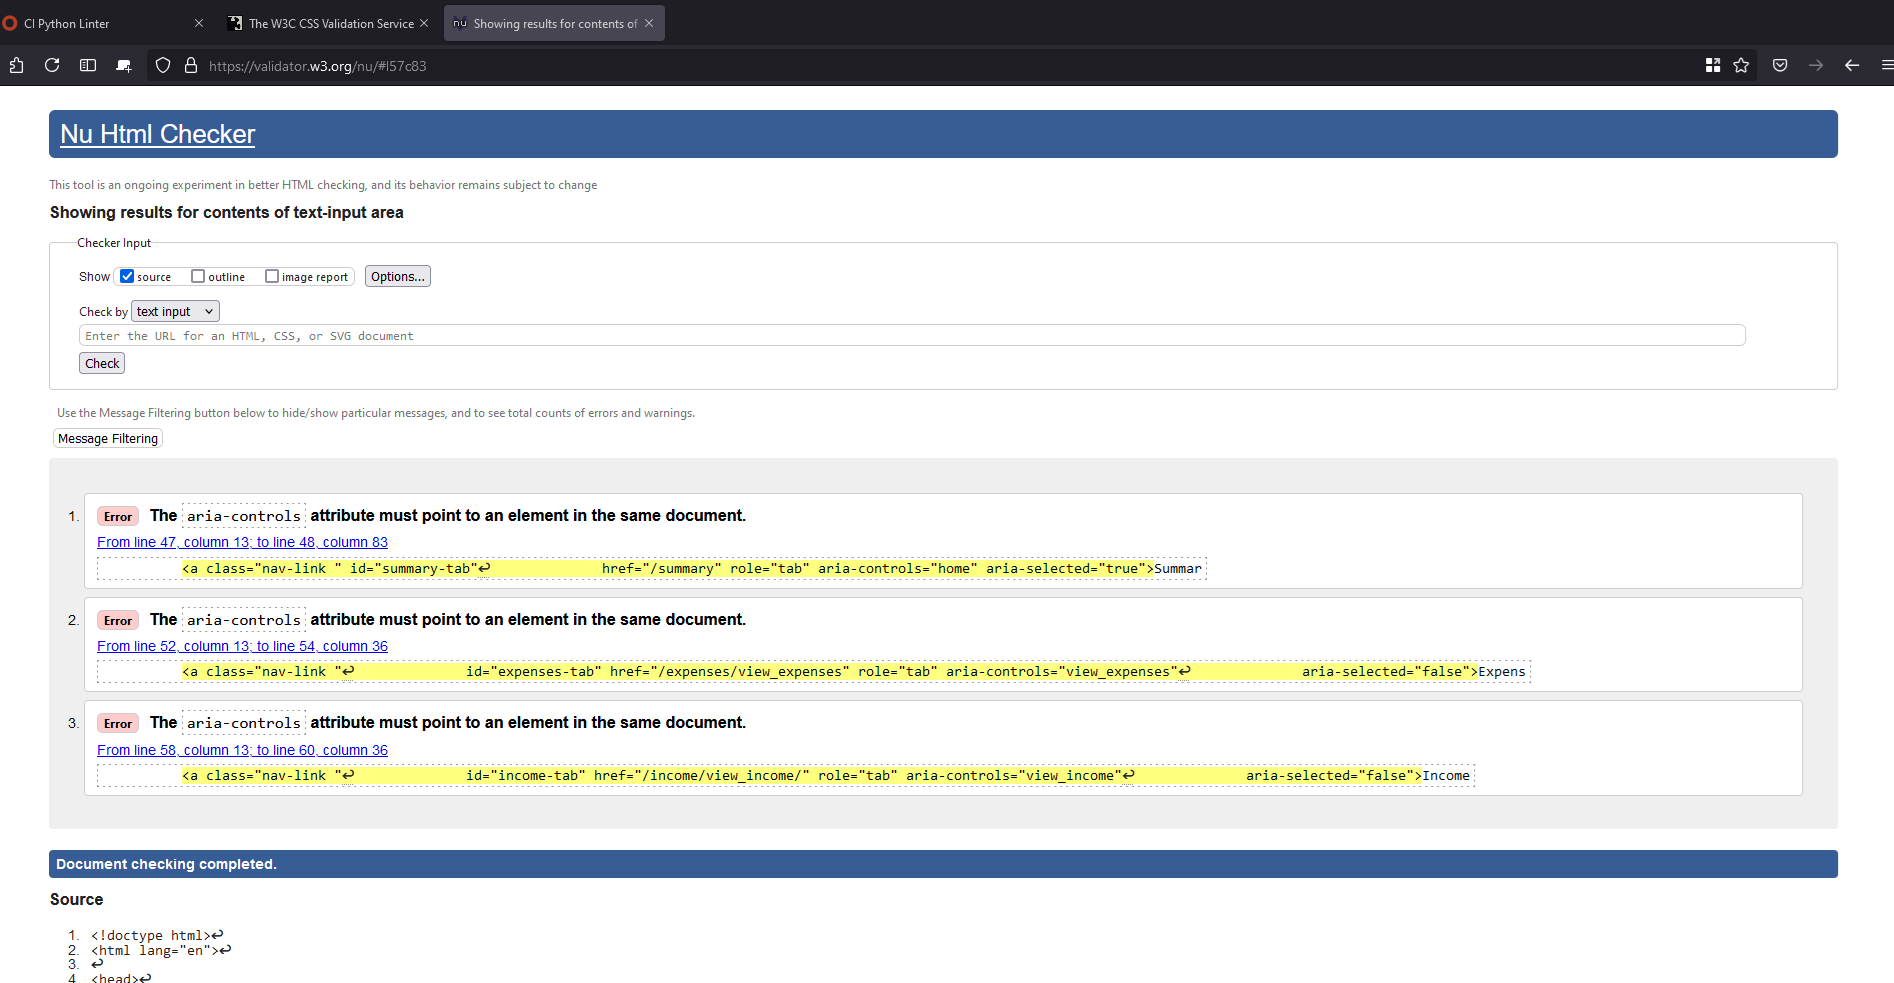 CI Python Linter
The W3C CSS Validation Service
nu Showing results for contents of
https://validator.w3.org/nu/#l57c83
Nu Html Checker
This tool is an ongoing experiment in better HTML checking, and its behavior remains subject to change
Showing results for contents of text-input area
Checker Input
Show source outline image report Options...
Check by text input
Enter the URL for an HTML, CSS, or SVG document
Check
Use the Message Filtering button below to hide/show particular messages, and to see total counts of errors and warnings.
Message Filtering
1. Error The aria-controls attribute must point to an element in the same document.
From line 47, column 13; to line 48, column 83
<a class="nav-link " id="summary-tab"↩ href="/summary" role="tab" aria-controls="home" aria-selected="true">Summar
2. Error The aria-controls attribute must point to an element in the same document.
From line 52, column 13; to line 54, column 36
<a class="nav-link "↩ id="expenses-tab" href="/expenses/view_expenses" role="tab" aria-controls="view_expenses"↩ aria-selected="false">Expens
3. Error The aria-controls attribute must point to an element in the same document.
From line 58, column 13; to line 60, column 36
<a class="nav-link "↩ id="income-tab" href="/income/view_income/" role="tab" aria-controls="view_income"↩ aria-selected="false">Income
Document checking completed.
Source
1. <!doctype html>↩
2. <html lang="en">↩
3. ↩
4. <head>↩